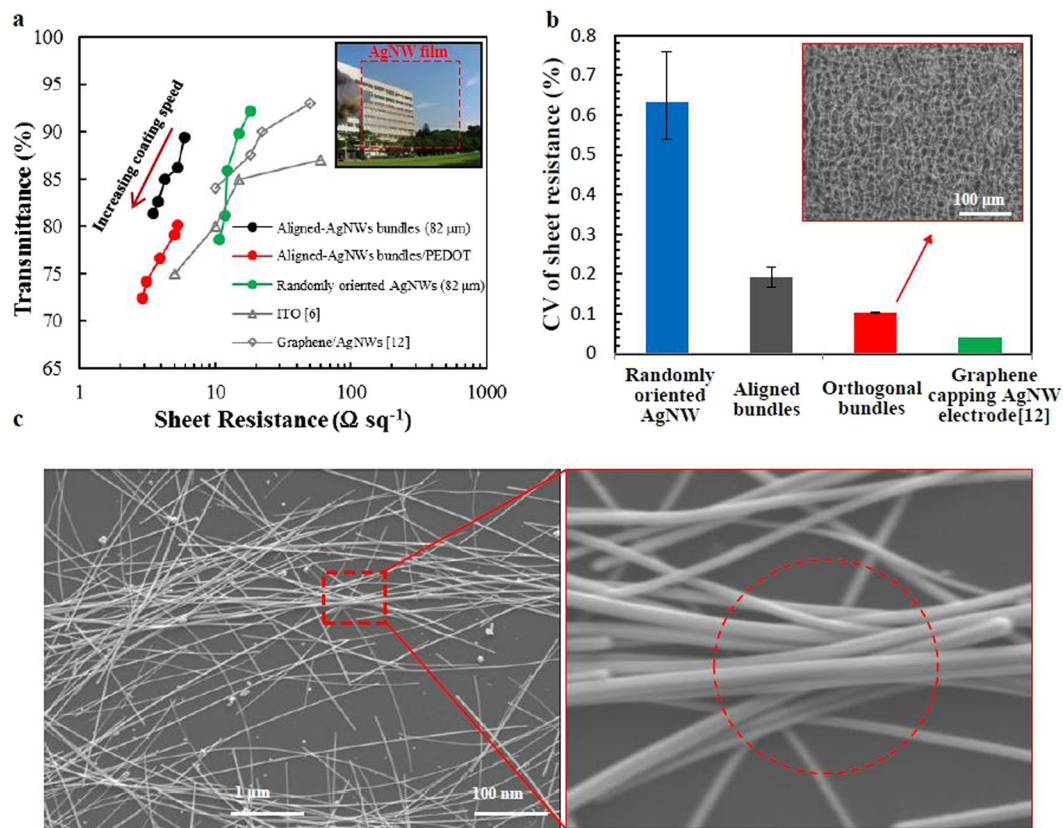 a
100
95
90
85
80
75
70
65
Transmittance (%)
Increasing coating speed
AgNW film
Aligned-AgNWs bundles (82 μm)
Aligned-AgNWs bundles/PEDOT
Randomly oriented AgNWs (82 μm)
ITO [6]
Graphene/AgNWs [12]
1
10
100
1000
Sheet Resistance (Ω sq-1)
b
0.8
0.7
0.6
0.5
0.4
0.3
0.2
0.1
0
CV of sheet resistance (%)
100 μm
Randomly
oriented
AgNW
Aligned
bundles
Orthogonal
bundles
Graphene
capping AgNW
electrode[12]
c
1 μm
100 nm